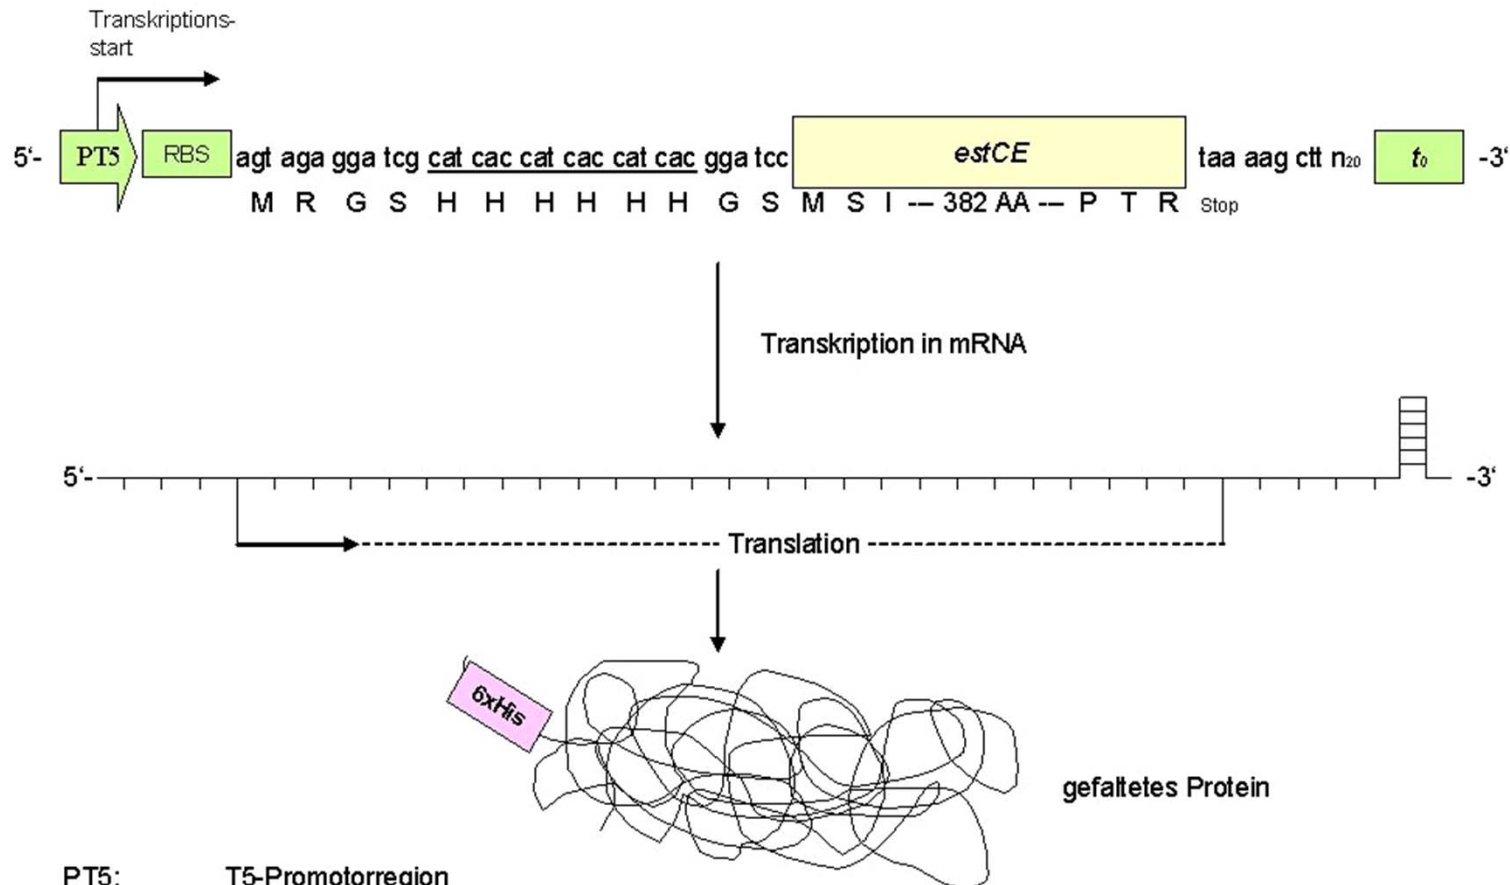 Transkriptions-
start
5‘- PT5 RBS agt aga gga tcg cat cac cat cac cat cac gga tcc estCE taa aag ctt n20 t0 -3‘
M R G S H H H H H H G S M S I --- 382 AA --- P T R Stop
Transkription in mRNA
5‘- -3‘
Translation
6xHis
gefaltetes Protein
PT5: T5-Promotorregion